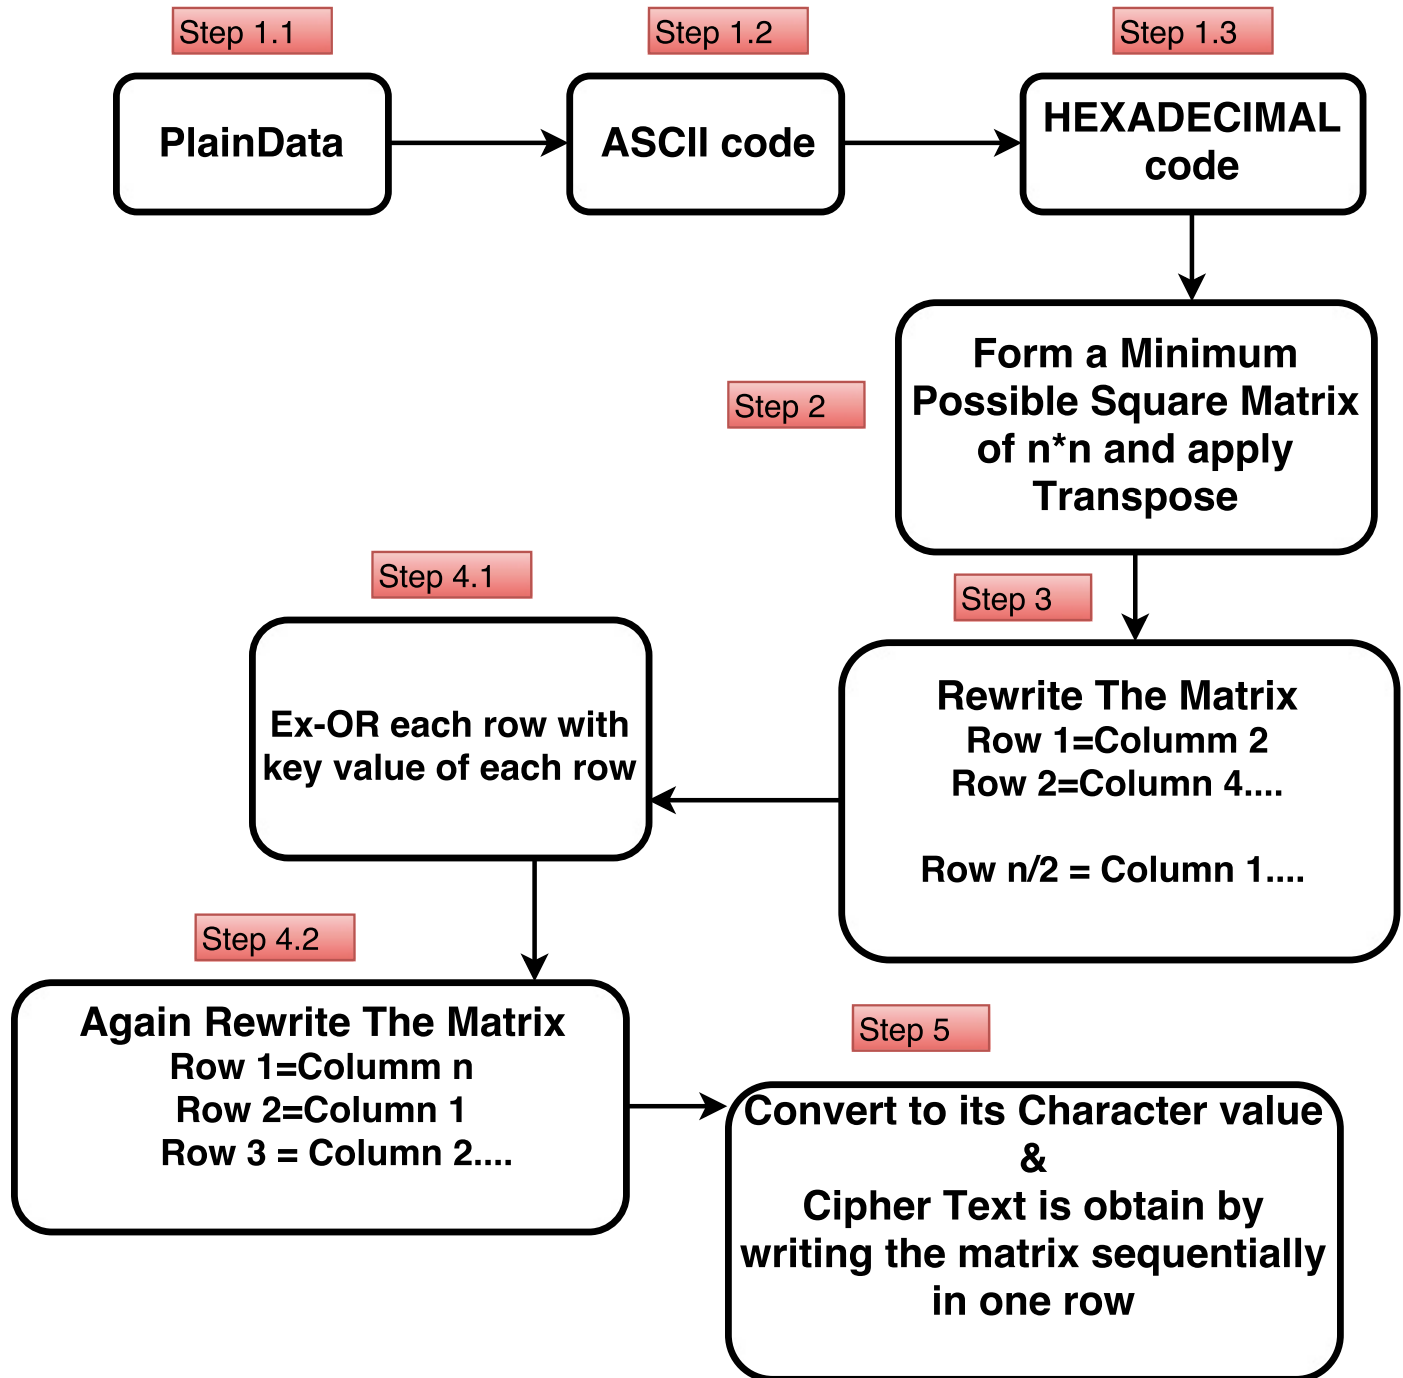 Step 1.1
Step 1.2
Step 1.3
PlainData
ASCII code
HEXADECIMAL
code
Form a Minimum
Possible Square Matrix
of n*n and apply
Transpose
Step 2
Step 3
Rewrite The Matrix
Row 1=Columm 2
Row 2=Column 4....
Row n/2 = Column 1....
Step 4.1
Ex-OR each row with
key value of each row
Step 4.2
Again Rewrite The Matrix
Row 1=Columm n
Row 2=Column 1
Row 3 = Column 2....
Step 5
Convert to its Character value
&
Cipher Text is obtain by
writing the matrix sequentially
in one row